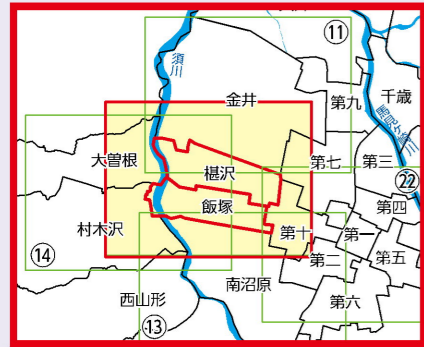 ⑪
須川
金井
第九
千歳
馬見ヶ崎川
大曽根
椹沢
第七
第三
㉒
飯塚
第四
村木沢
第十
第一
⑭
第二
第五
西山形
南沼原
第六
⑬